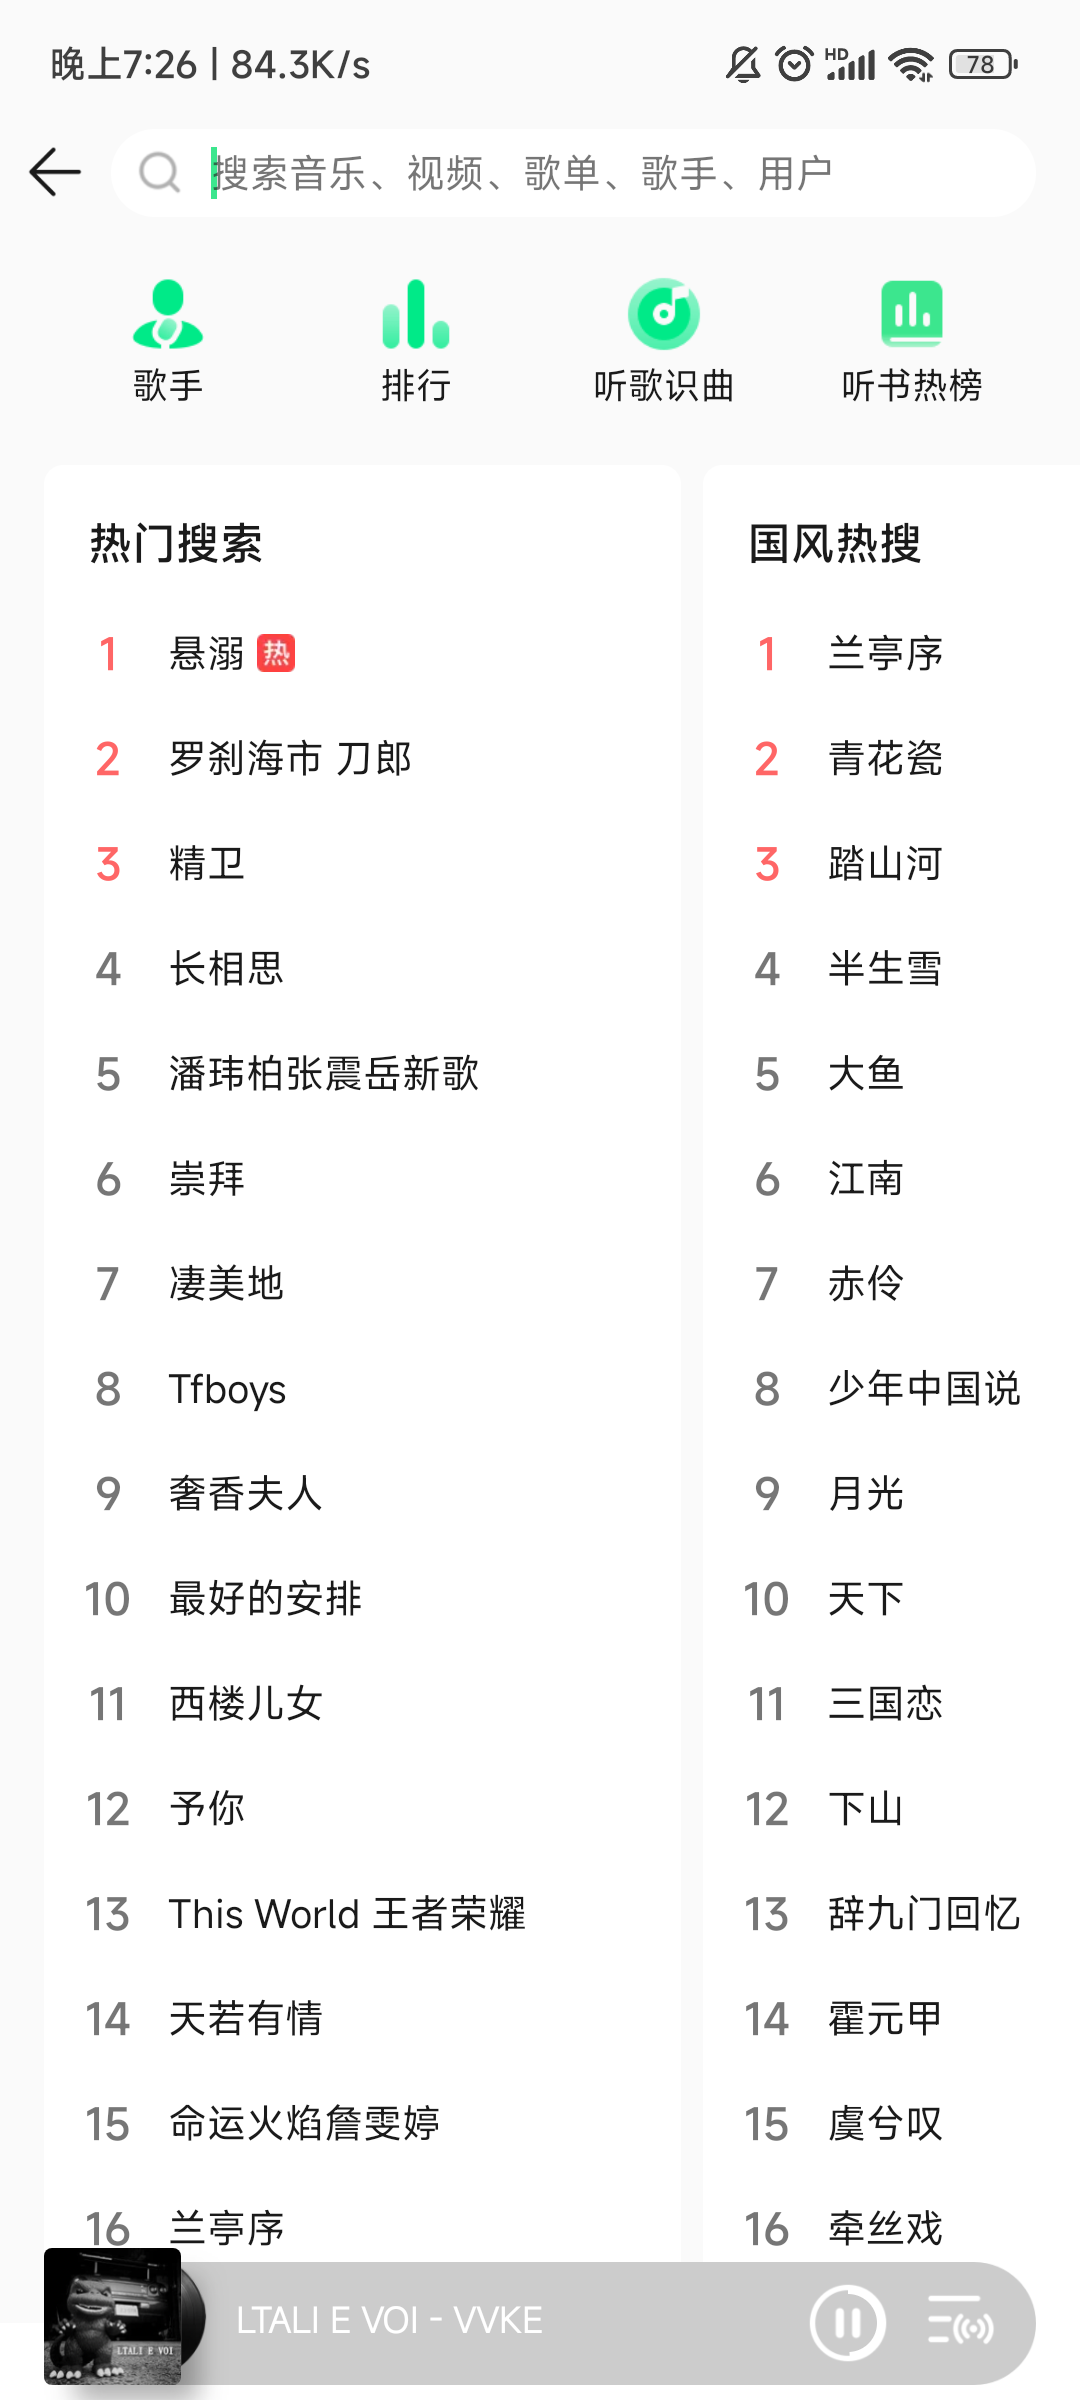 晚上7:26 | 84.3K/s
HD
78
搜索音乐、视频、歌单、歌手、用户
歌手
排行
听歌识曲
听书热榜
热门搜索
1 悬溺 热
2 罗刹海市 刀郎
3 精卫
4 长相思
5 潘玮柏张震岳新歌
6 崇拜
7 凄美地
8 Tfboys
9 奢香夫人
10 最好的安排
11 西楼儿女
12 予你
13 This World 王者荣耀
14 天若有情
15 命运火焰詹雯婷
16 兰亭序
国风热搜
1 兰亭序
2 青花瓷
3 踏山河
4 半生雪
5 大鱼
6 江南
7 赤伶
8 少年中国说
9 月光
10 天下
11 三国恋
12 下山
13 辞九门回忆
14 霍元甲
15 虞兮叹
16 牵丝戏
LTALI E VOI
LTALI E VOI - VVKE